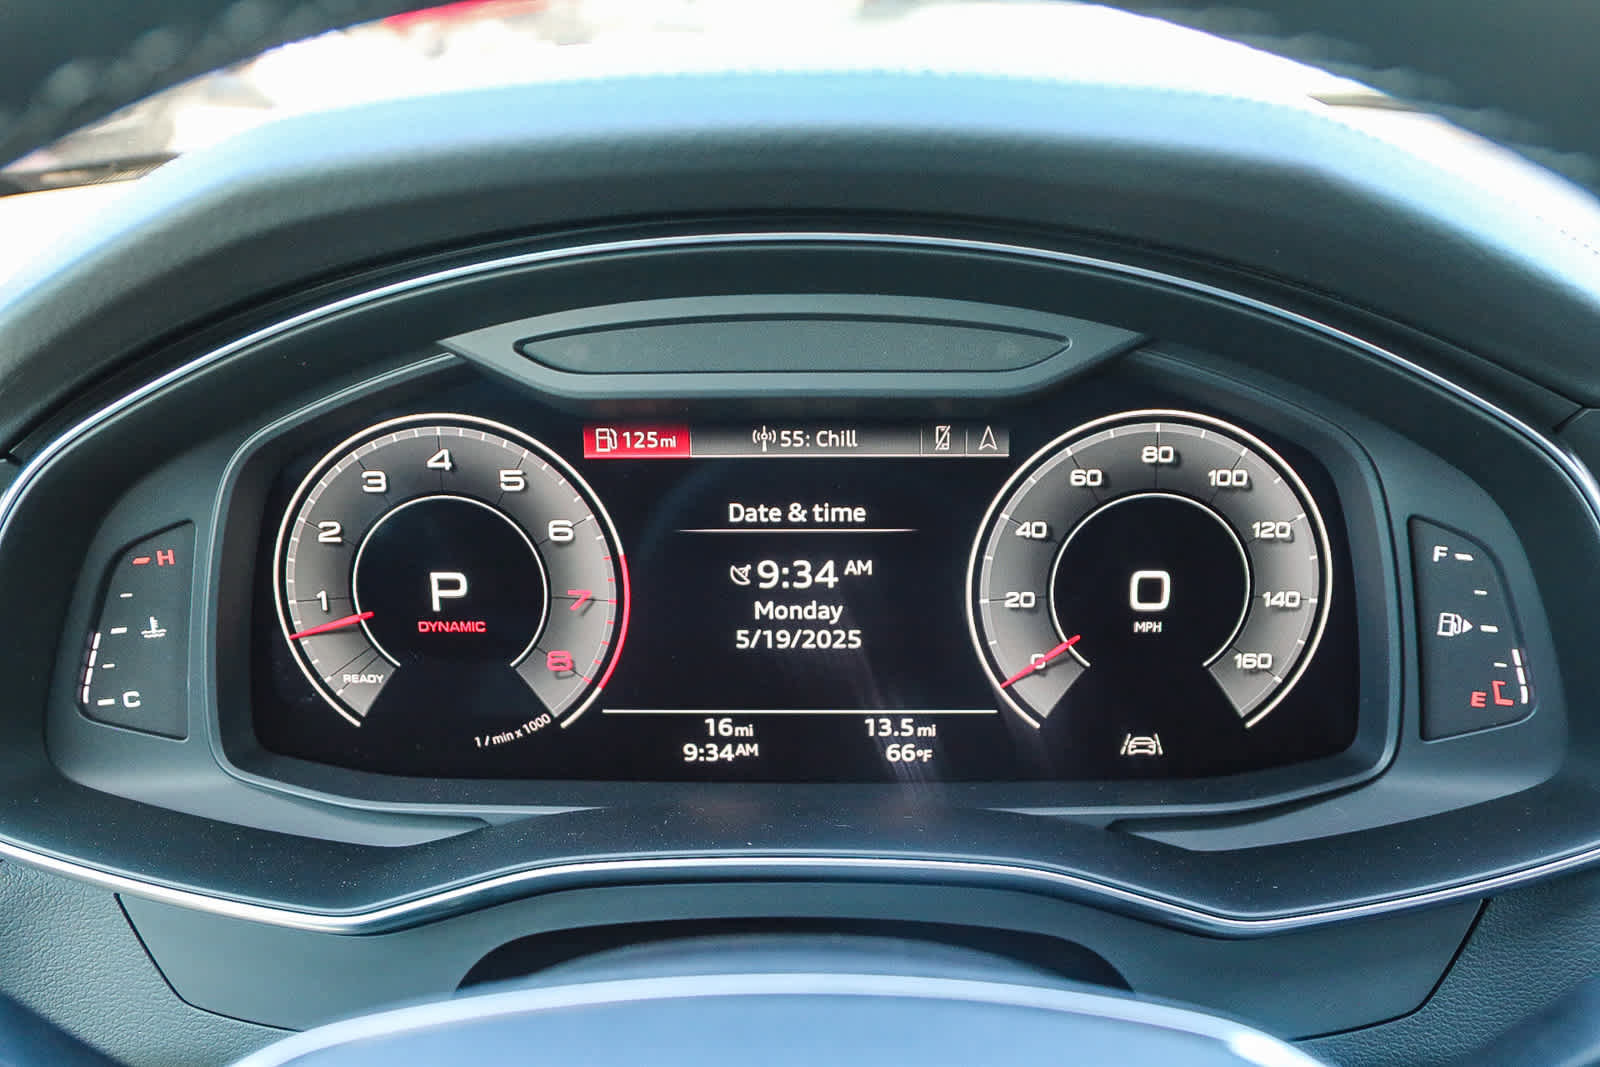 125mi 55: Chill
Date & time
9:34 AM
Monday
5/19/2025
16mi 13.5mi
9:34AM 66°F
1 2 3 4 5 6 7 8
P
DYNAMIC
READY
1 / min x 1000
0 20 40 60 80 100 120 140 160
0
MPH
H
C
F
E